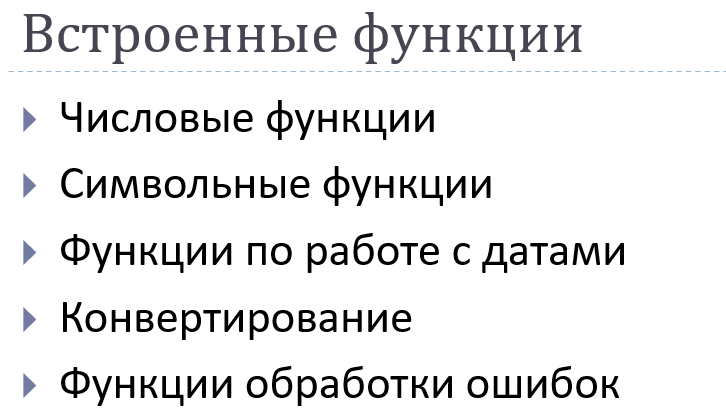 Встроенные функции
Числовые функции
Символьные функции
Функции по работе с датами
Конвертирование
Функции обработки ошибок